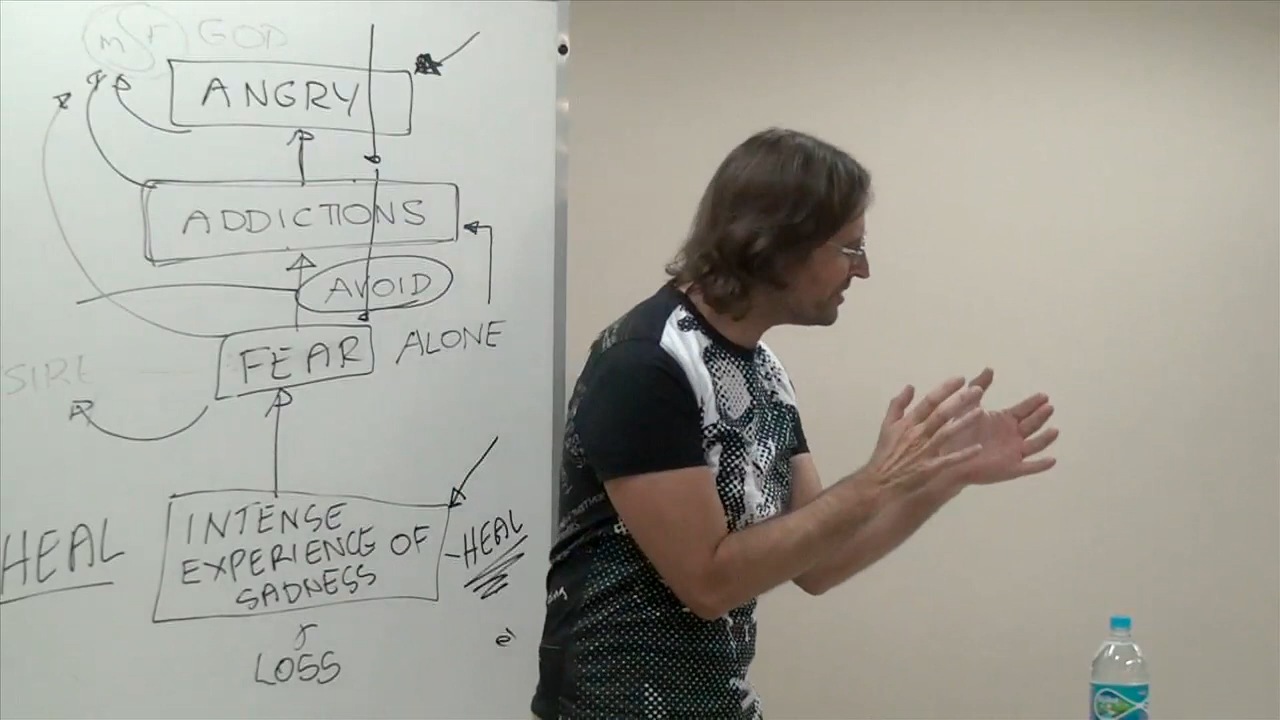 GOD
ANGRY
ADDICTIONS
AVOID
FEAR
ALONE
HEAL
INTENSE
EXPERIENCE OF
SADNESS
-HEAL
LOSS